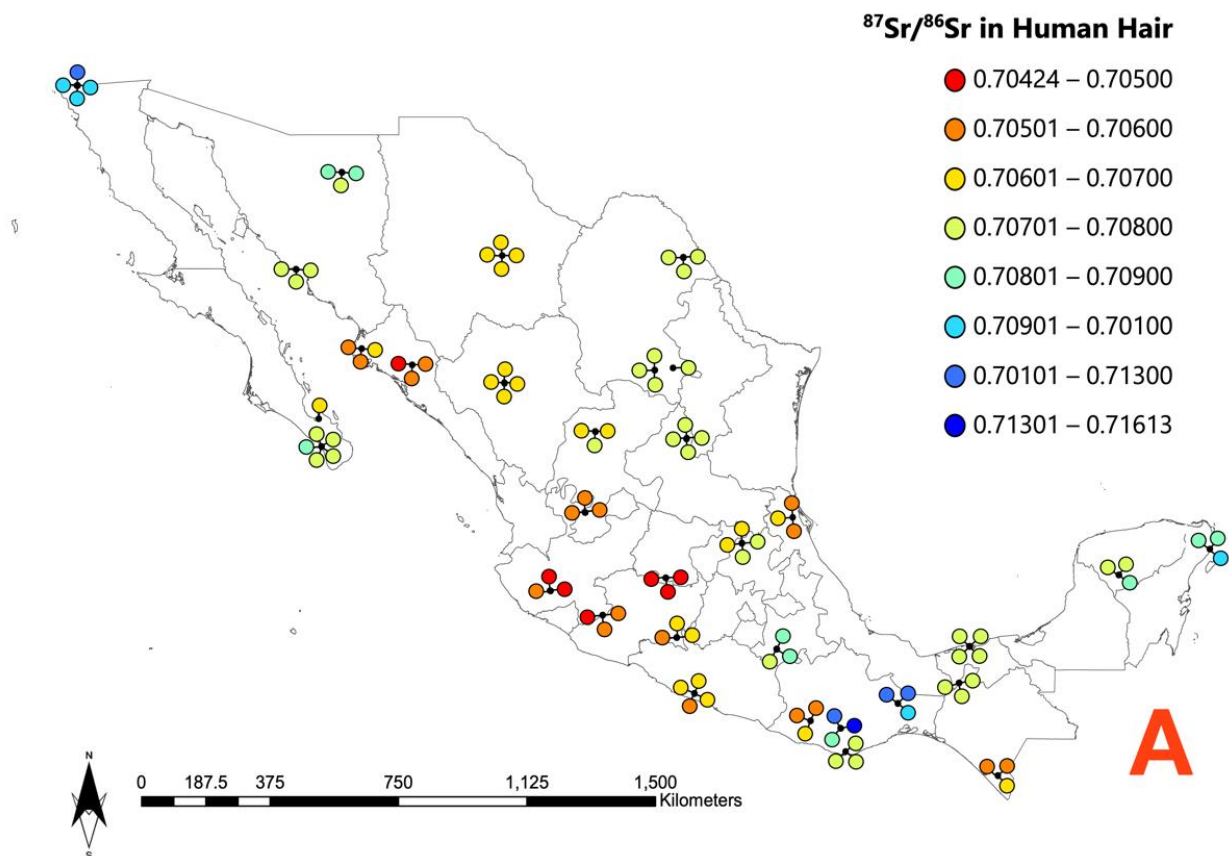 ⁸⁷Sr/⁸⁶Sr in Human Hair
0.70424 – 0.70500
0.70501 – 0.70600
0.70601 – 0.70700
0.70701 – 0.70800
0.70801 – 0.70900
0.70901 – 0.70100
0.70101 – 0.71300
0.71301 – 0.71613
A
N
S
0 187.5 375 750 1,125 1,500
Kilometers